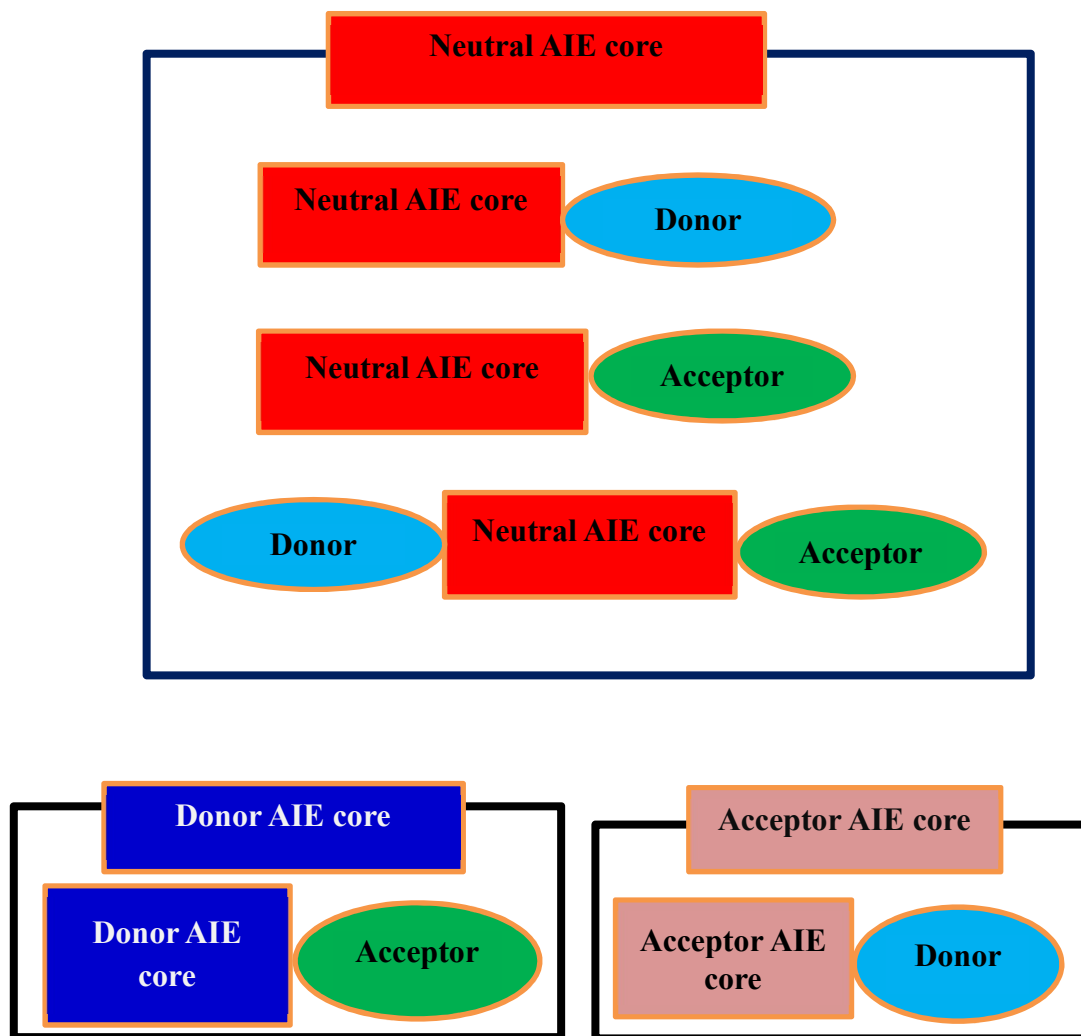 Neutral AIE core
Neutral AIE core
Donor
Neutral AIE core
Acceptor
Donor
Neutral AIE core
Acceptor
Donor AIE core
Donor AIE
core
Acceptor
Acceptor AIE core
Acceptor AIE
core
Donor